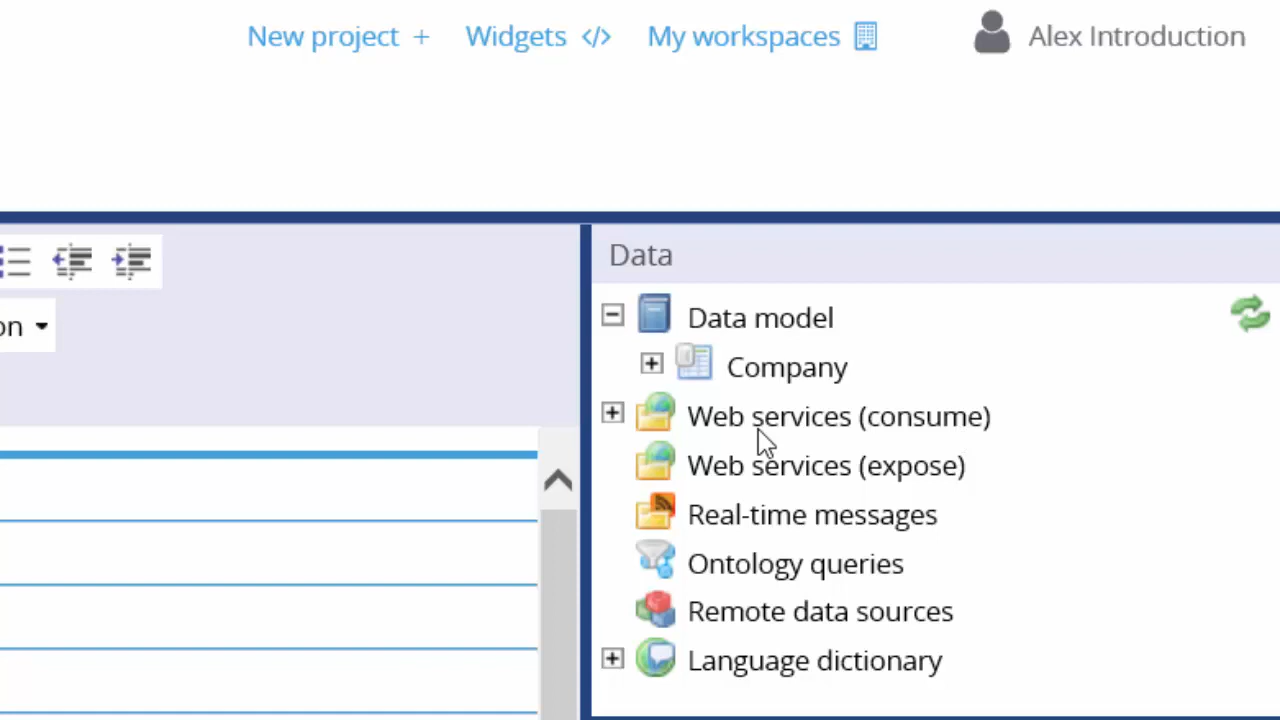 New project +
Widgets </>
My workspaces
Alex Introduction
on
Data
Data model
Company
Web services (consume)
Web services (expose)
Real-time messages
Ontology queries
Remote data sources
Language dictionary